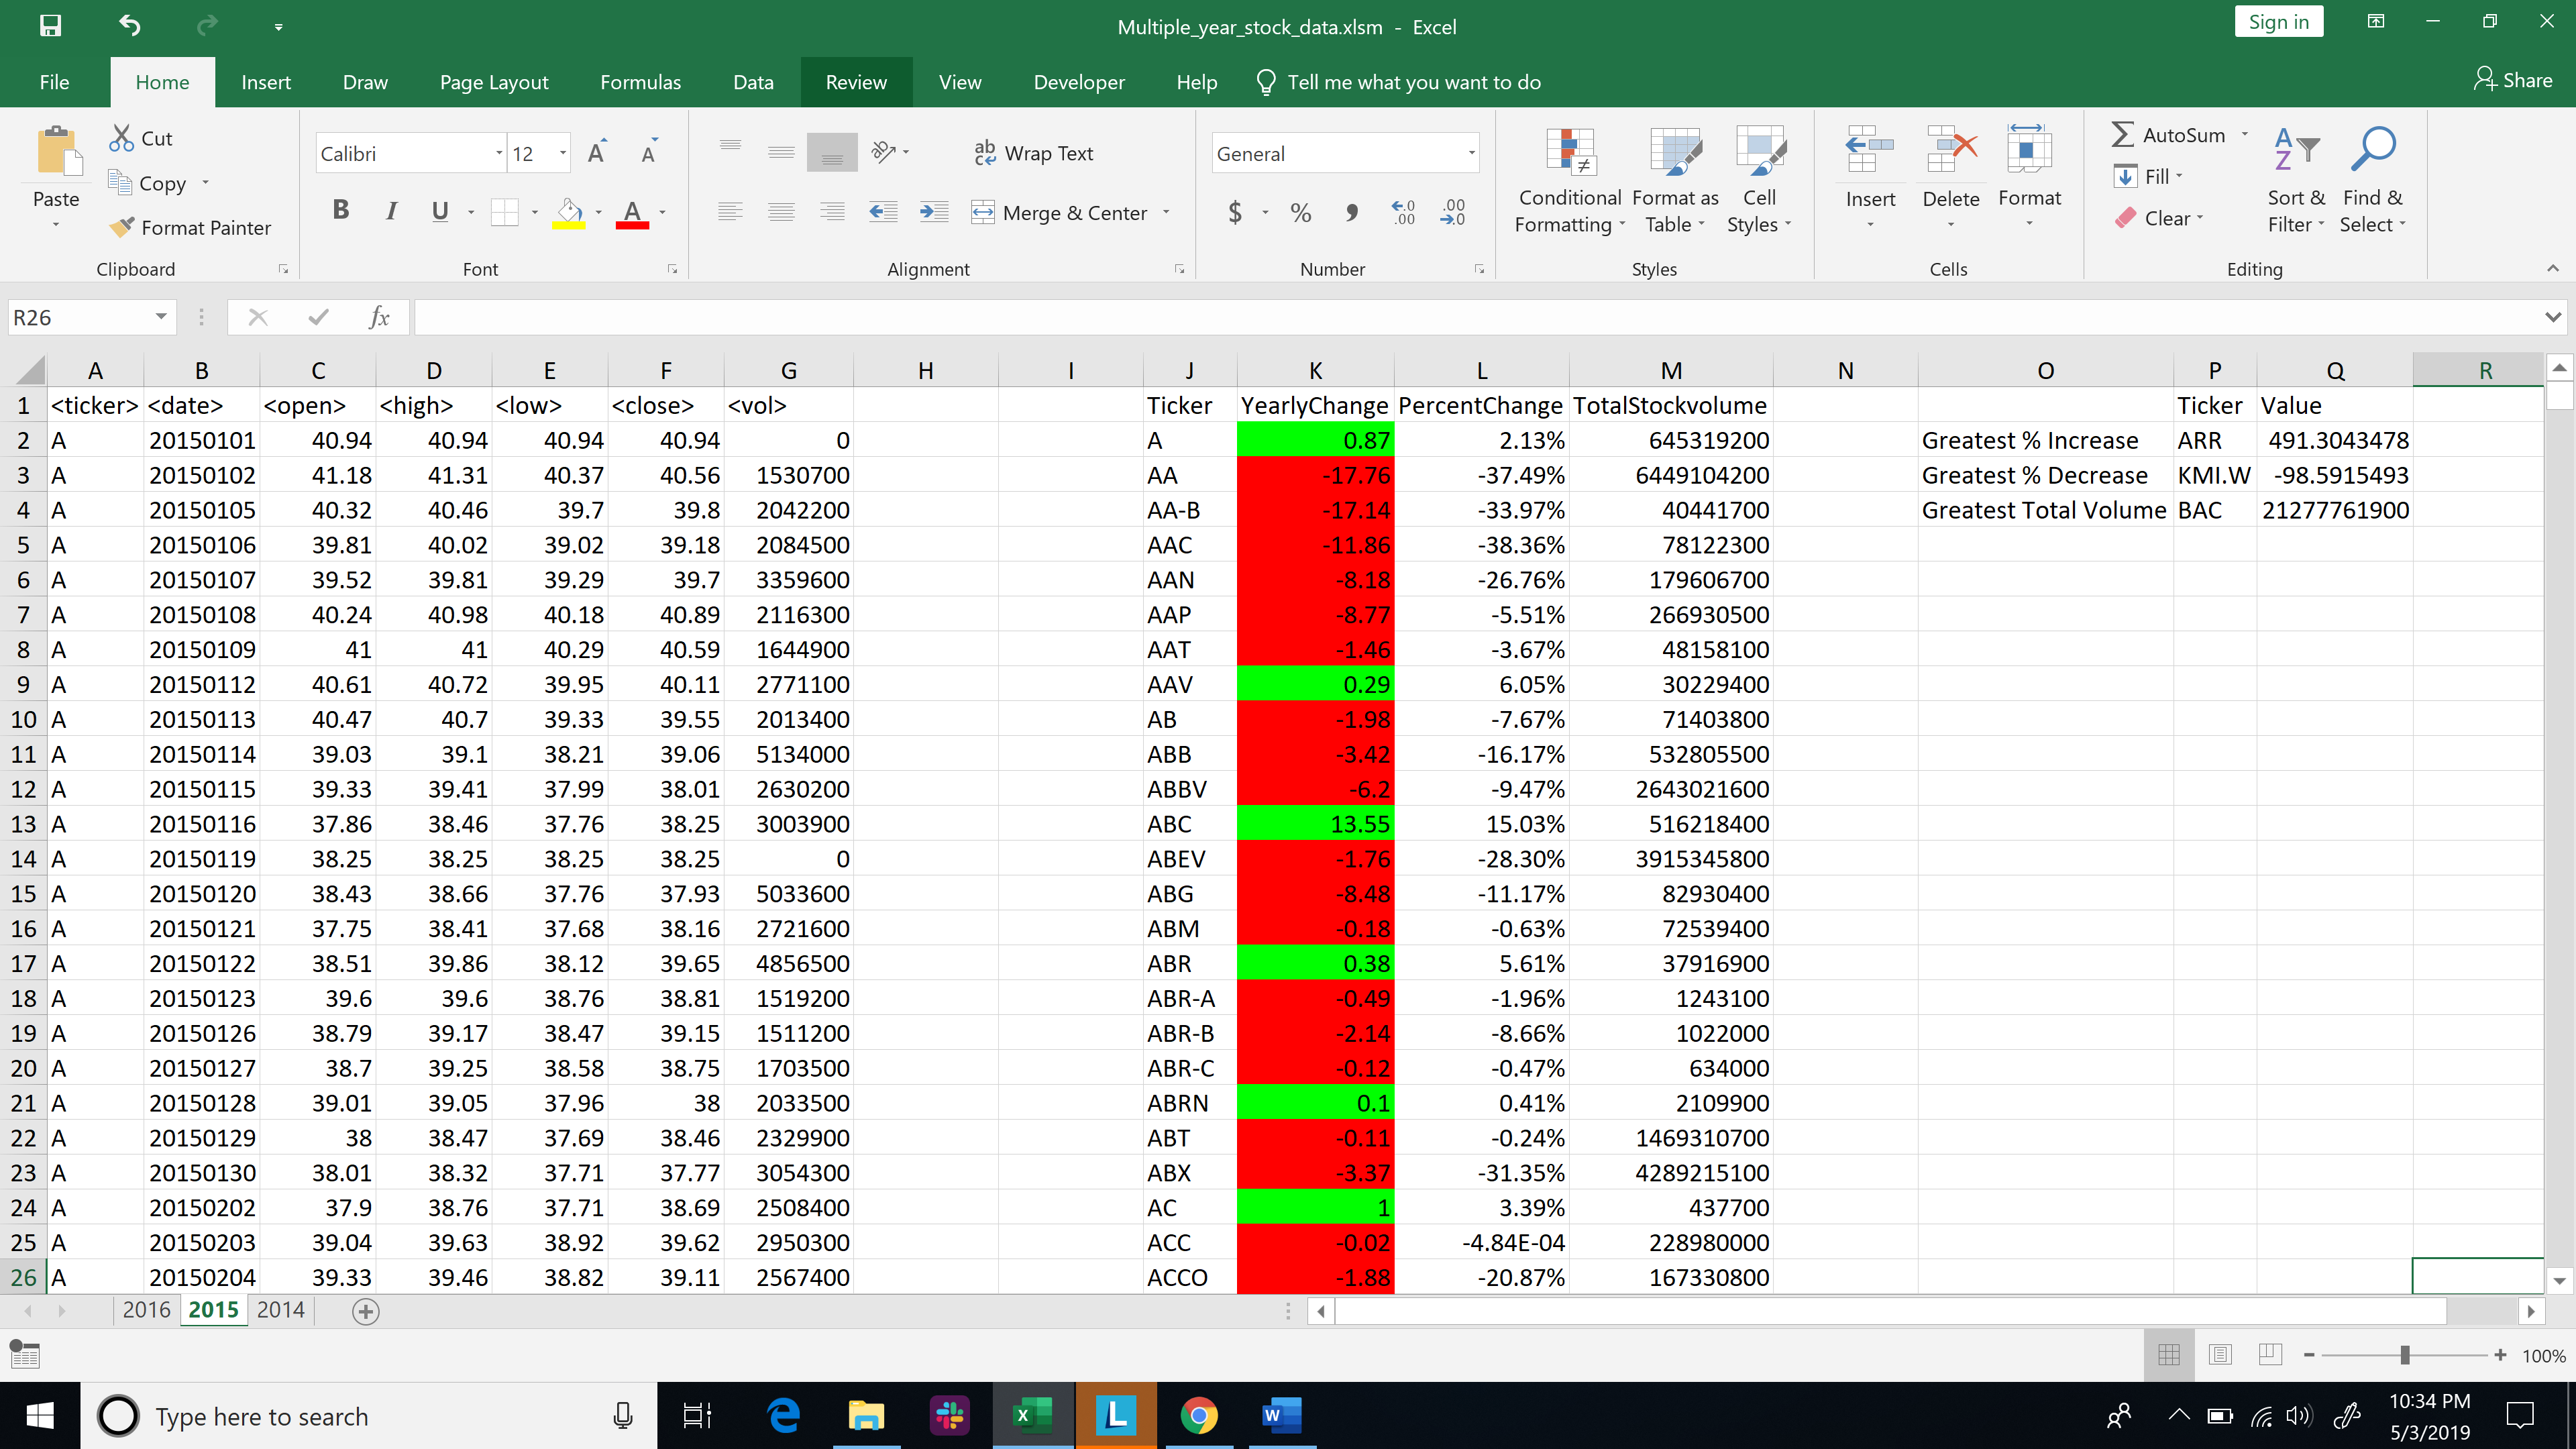 Multiple_year_stock_data.xlsm - Excel
Sign in
File Home Insert Draw Page Layout Formulas Data Review View Developer Help Tell me what you want to do Share
Paste
Cut
Copy
Format Painter
Clipboard
Calibri 12
B I U A
Font
Wrap Text
Merge & Center
Alignment
General
$ % , .00 .0
Number
Conditional Formatting
Format as Table
Cell Styles
Styles
Insert
Delete
Format
Cells
AutoSum
Fill
Clear
Sort & Filter
Find & Select
Editing
R26 fx
A B C D E F G H I J K L M N O P Q R
1 <ticker> <date> <open> <high> <low> <close> <vol> Ticker YearlyChange PercentChange TotalStockvolume Ticker Value
2 A 20150101 40.94 40.94 40.94 40.94 0 A 0.87 2.13% 645319200 Greatest % Increase ARR 491.3043478
3 A 20150102 41.18 41.31 40.37 40.56 1530700 AA -17.76 -37.49% 6449104200 Greatest % Decrease KMI.W -98.5915493
4 A 20150105 40.32 40.46 39.7 39.8 2042200 AA-B -17.14 -33.97% 40441700 Greatest Total Volume BAC 21277761900
5 A 20150106 39.81 40.02 39.02 39.18 2084500 AAC -11.86 -38.36% 78122300
6 A 20150107 39.52 39.81 39.29 39.7 3359600 AAN -8.18 -26.76% 179606700
7 A 20150108 40.24 40.98 40.18 40.89 2116300 AAP -8.77 -5.51% 266930500
8 A 20150109 41 41 40.29 40.59 1644900 AAT -1.46 -3.67% 48158100
9 A 20150112 40.61 40.72 39.95 40.11 2771100 AAV 0.29 6.05% 30229400
10 A 20150113 40.47 40.7 39.33 39.55 2013400 AB -1.98 -7.67% 71403800
11 A 20150114 39.03 39.1 38.21 39.06 5134000 ABB -3.42 -16.17% 532805500
12 A 20150115 39.33 39.41 37.99 38.01 2630200 ABBV -6.2 -9.47% 2643021600
13 A 20150116 37.86 38.46 37.76 38.25 3003900 ABC 13.55 15.03% 516218400
14 A 20150119 38.25 38.25 38.25 38.25 0 ABEV -1.76 -28.30% 3915345800
15 A 20150120 38.43 38.66 37.76 37.93 5033600 ABG -8.48 -11.17% 82930400
16 A 20150121 37.75 38.41 37.68 38.16 2721600 ABM -0.18 -0.63% 72539400
17 A 20150122 38.51 39.86 38.12 39.65 4856500 ABR 0.38 5.61% 37916900
18 A 20150123 39.6 39.6 38.76 38.81 1519200 ABR-A -0.49 -1.96% 1243100
19 A 20150126 38.79 39.17 38.47 39.15 1511200 ABR-B -2.14 -8.66% 1022000
20 A 20150127 38.7 39.25 38.58 38.75 1703500 ABR-C -0.12 -0.47% 634000
21 A 20150128 39.01 39.05 37.96 38 2033500 ABRN 0.1 0.41% 2109900
22 A 20150129 38 38.47 37.69 38.46 2329900 ABT -0.11 -0.24% 1469310700
23 A 20150130 38.01 38.32 37.71 37.77 3054300 ABX -3.37 -31.35% 4289215100
24 A 20150202 37.9 38.76 37.71 38.69 2508400 AC 1 3.39% 437700
25 A 20150203 39.04 39.63 38.92 39.62 2950300 ACC -0.02 -4.84E-04 228980000
26 A 20150204 39.33 39.46 38.82 39.11 2567400 ACCO -1.88 -20.87% 167330800
2016 2015 2014
100%
Type here to search
10:34 PM
5/3/2019